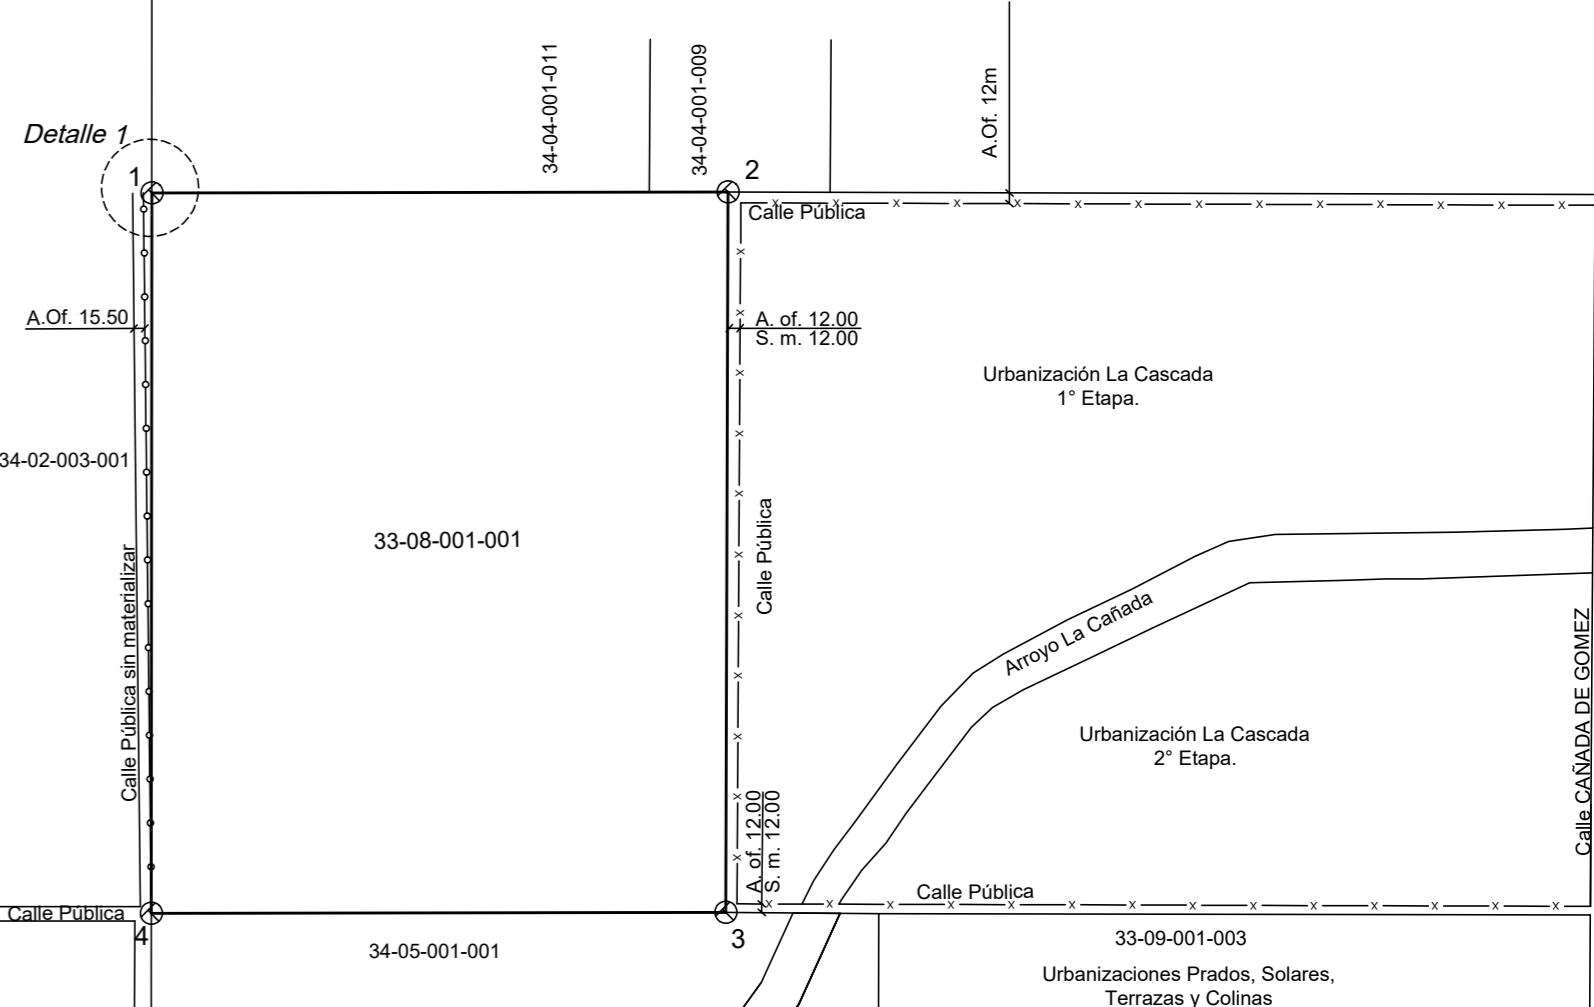 34-04-001-011
34-04-001-009
A.Of. 12m
Detalle 1
1
2
Calle Pública
A.Of. 15.50
A. of. 12.00
S. m. 12.00
Urbanización La Cascada
1° Etapa.
34-02-003-001
33-08-001-001
Calle Pública
Calle Pública sin materializar
Arroyo La Cañada
Calle CAÑADA DE GOMEZ
Urbanización La Cascada
2° Etapa.
A. of. 12.00
S. m. 12.00
Calle Pública
Calle Pública
4
3
34-05-001-001
33-09-001-003
Urbanizaciones Prados, Solares,
Terrazas y Colinas